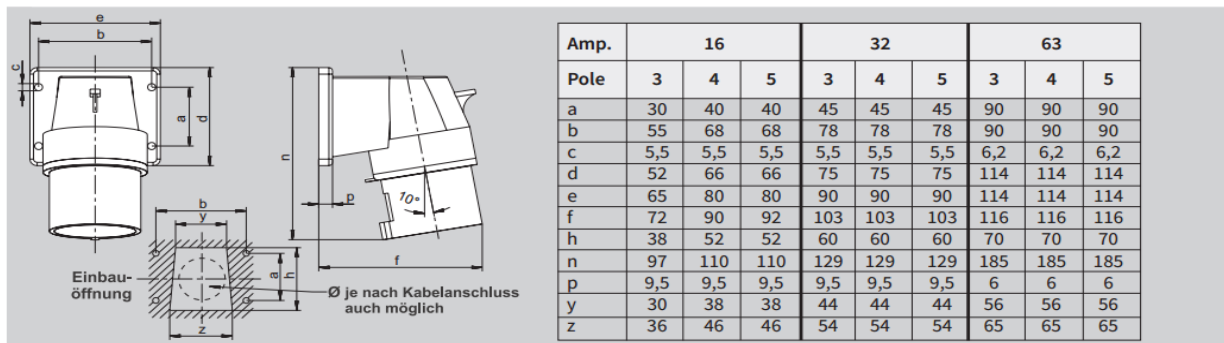 e
b
c
a
d
n
p
10°
f
b
y
a
h
z
Einbau-
öffnung
Ø je nach Kabelanschluss
auch möglich
Amp. 16 32 63
Pole 3 4 5 3 4 5 3 4 5
a 30 40 40 45 45 45 90 90 90
b 55 68 68 78 78 78 90 90 90
c 5,5 5,5 5,5 5,5 5,5 5,5 6,2 6,2 6,2
d 52 66 66 75 75 75 114 114 114
e 65 80 80 90 90 90 114 114 114
f 72 90 92 103 103 103 116 116 116
h 38 52 52 60 60 60 70 70 70
n 97 110 110 129 129 129 185 185 185
p 9,5 9,5 9,5 9,5 9,5 9,5 6 6 6
y 30 38 38 44 44 44 56 56 56
z 36 46 46 54 54 54 65 65 65